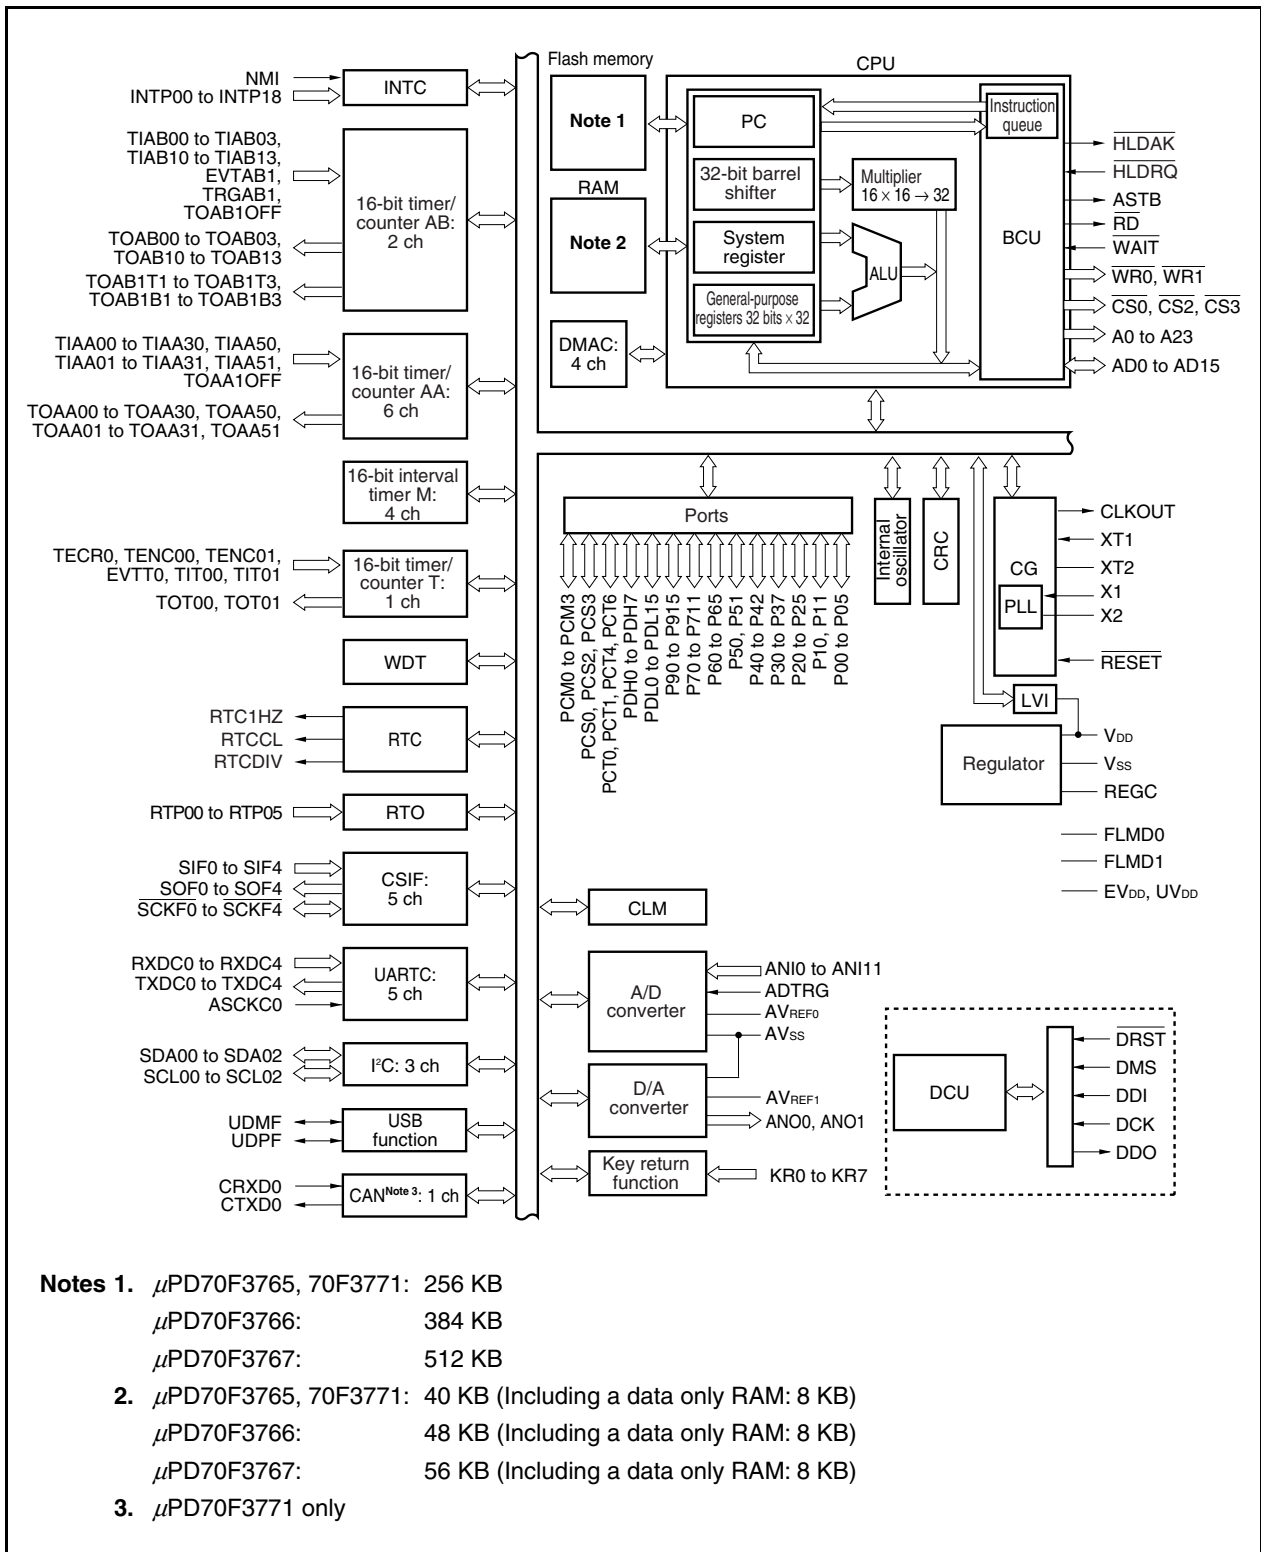 NMI
INTP00 to INTP18
INTC
TIAB00 to TIAB03,
TIAB10 to TIAB13,
EVTAB1,
TRGAB1,
TOAB1OFF
TOAB00 to TOAB03,
TOAB10 to TOAB13
TOAB1T1 to TOAB1T3,
TOAB1B1 to TOAB1B3
16-bit timer/
counter AB:
2 ch
TIAA00 to TIAA30, TIAA50,
TIAA01 to TIAA31, TIAA51,
TOAA1OFF
TOAA00 to TOAA30, TOAA50,
TOAA01 to TOAA31, TOAA51
16-bit timer/
counter AA:
6 ch
16-bit interval
timer M:
4 ch
TECR0, TENC00, TENC01,
EVTT0, TIT00, TIT01
TOT00, TOT01
16-bit timer/
counter T:
1 ch
WDT
RTC1HZ
RTCCL
RTCDIV
RTC
RTP00 to RTP05
RTO
SIF0 to SIF4
SOF0 to SOF4
SCKF0 to SCKF4
CSIF:
5 ch
RXDC0 to RXDC4
TXDC0 to TXDC4
ASCKC0
UARTC:
5 ch
SDA00 to SDA02
SCL00 to SCL02
I²C: 3 ch
UDMF
UDPF
USB
function
CRXD0
CTXD0
CAN Note 3: 1 ch
Flash memory
Note 1
RAM
Note 2
DMAC:
4 ch
CPU
PC
32-bit barrel
shifter
System
register
General-purpose
registers 32 bits × 32
Multiplier
16 × 16 → 32
ALU
Instruction
queue
BCU
HLDAK
HLDRQ
ASTB
RD
WAIT
WR0, WR1
CS0, CS2, CS3
A0 to A23
AD0 to AD15
Ports
PCM0 to PCM3
PCS0, PCS2, PCS3
PCT0, PCT1, PCT4, PCT6
PDH0 to PDH7
PDL0 to PDL15
P90 to P915
P70 to P711
P60 to P65
P50, P51
P40 to P42
P30 to P37
P20 to P25
P10, P11
P00 to P05
Internal
oscillator
CRC
CG
PLL
CLKOUT
XT1
XT2
X1
X2
RESET
LVI
Regulator
VDD
VSS
REGC
FLMD0
FLMD1
EVDD, UVDD
CLM
A/D
converter
ANI0 to ANI11
ADTRG
AVREF0
AVSS
D/A
converter
AVREF1
ANO0, ANO1
Key return
function
KR0 to KR7
DCU
DRST
DMS
DDI
DCK
DDO
Notes 1. μPD70F3765, 70F3771: 256 KB
μPD70F3766: 384 KB
μPD70F3767: 512 KB
2. μPD70F3765, 70F3771: 40 KB (Including a data only RAM: 8 KB)
μPD70F3766: 48 KB (Including a data only RAM: 8 KB)
μPD70F3767: 56 KB (Including a data only RAM: 8 KB)
3. μPD70F3771 only